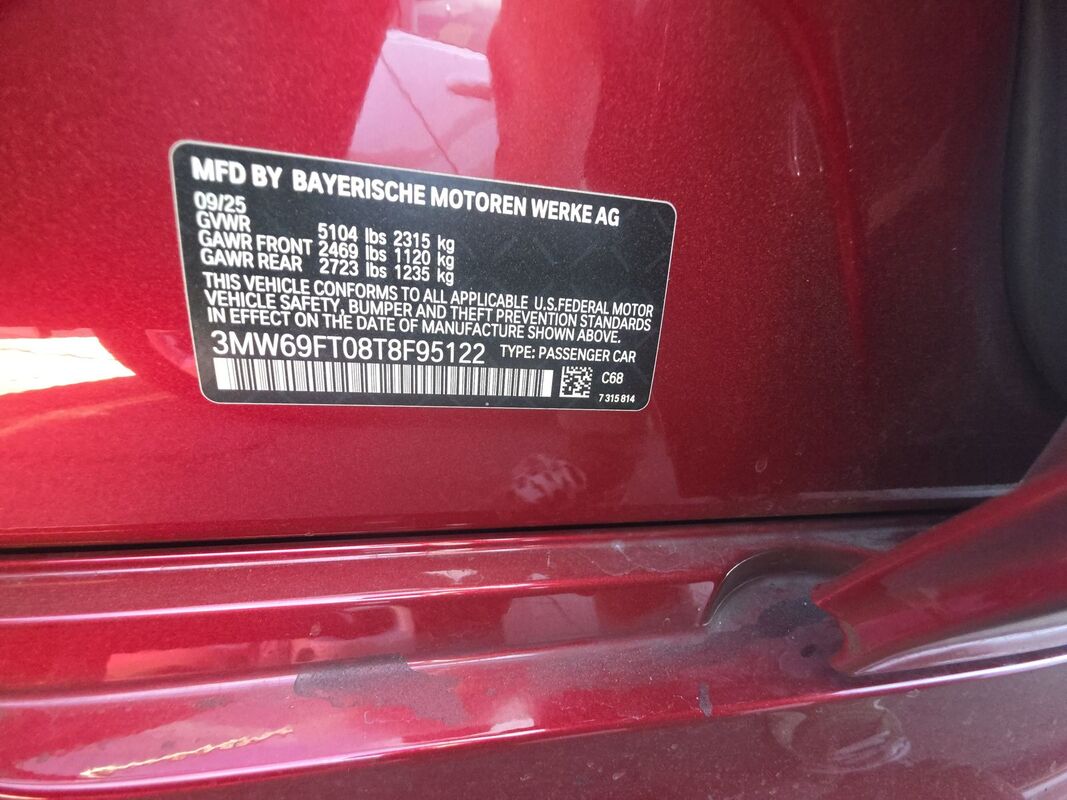 MFD BY BAYERISCHE MOTOREN WERKE AG
09/25
GVWR 5104 lbs 2315 kg
GAWR FRONT 2469 lbs 1120 kg
GAWR REAR 2723 lbs 1235 kg
THIS VEHICLE CONFORMS TO ALL APPLICABLE U.S.FEDERAL MOTOR
VEHICLE SAFETY, BUMPER AND THEFT PREVENTION STANDARDS
IN EFFECT ON THE DATE OF MANUFACTURE SHOWN ABOVE.
3MW69FT08T8F95122 TYPE: PASSENGER CAR
C68
7 315 814